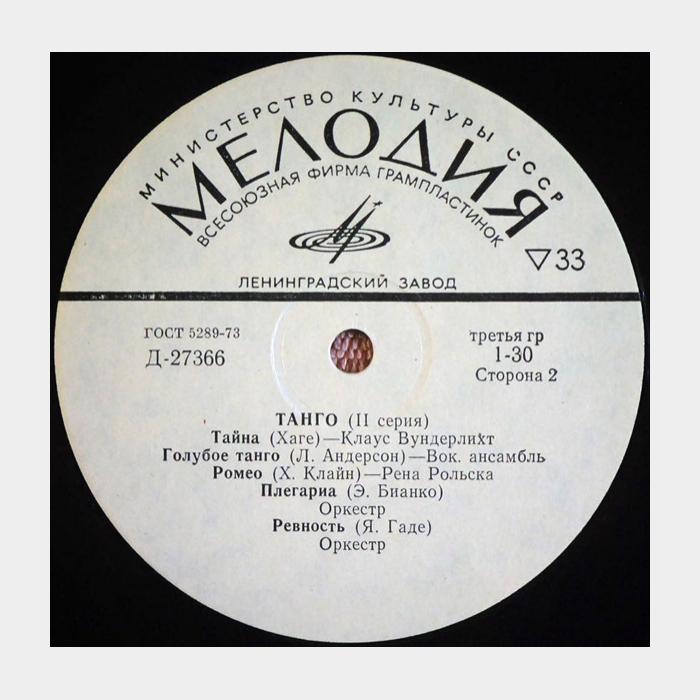 МИНИСТЕРСТВО КУЛЬТУРЫ СССР
МЕЛОДИЯ
ВСЕСОЮЗНАЯ ФИРМА ГРАМПЛАСТИНОК
▽33
ЛЕНИНГРАДСКИЙ ЗАВОД
ГОСТ 5289-73
Д-27366
третья гр
1-30
Сторона 2
ТАНГО (II серия)
Тайна (Хаге)—Клаус Вундерлихт
Голубое танго (Л. Андерсон)—Вок. ансамбль
Ромео (Х. Клайн)—Рена Рольска
Плегариа (Э. Бианко)
Оркестр
Ревность (Я. Гаде)
Оркестр